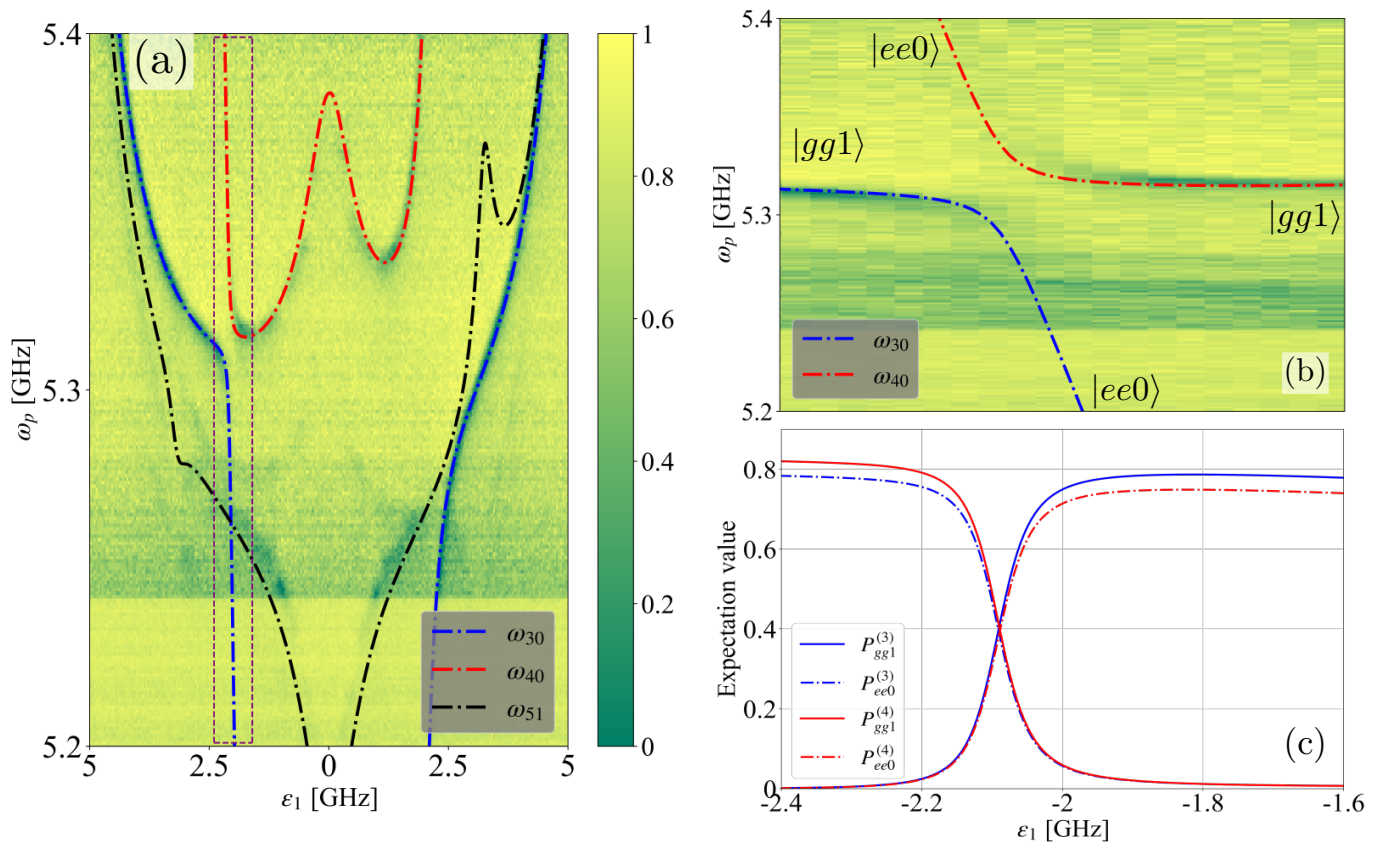 (a)
5.4
5.3
5.2
ω_p [GHz]
5
2.5
0
2.5
5
ε_1 [GHz]
ω_30
ω_40
ω_51
1
0.8
0.6
0.4
0.2
0
(b)
5.4
5.3
5.2
ω_p [GHz]
|ee0⟩
|gg1⟩
|gg1⟩
|ee0⟩
ω_30
ω_40
(c)
0.8
0.6
0.4
0.2
0
Expectation value
P_gg1^(3)
P_ee0^(3)
P_gg1^(4)
P_ee0^(4)
-2.4
-2.2
-2
-1.8
-1.6
ε_1 [GHz]